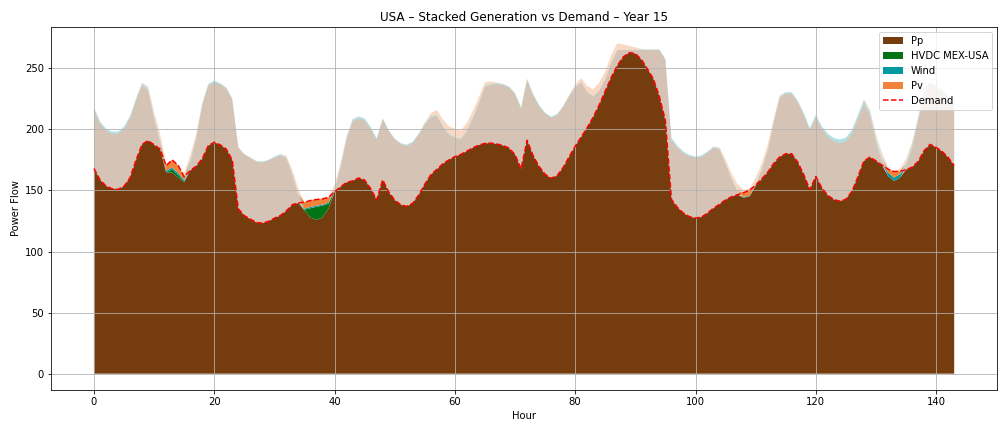 USA – Stacked Generation vs Demand – Year 15
Pp
HVDC MEX-USA
Wind
Pv
Demand
Power Flow
250
200
150
100
50
0
0 20 40 60 80 100 120 140
Hour